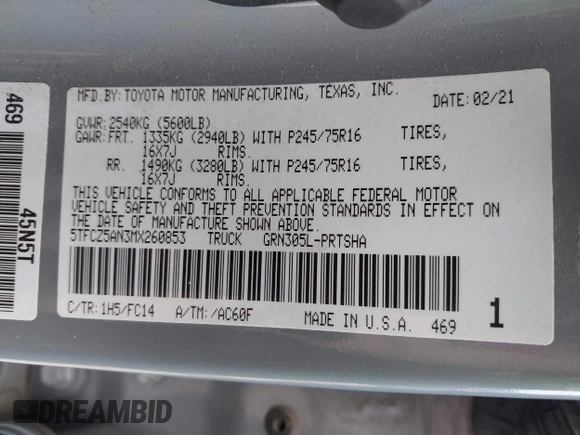 MFD.BY:TOYOTA MOTOR MANUFACTURING, TEXAS, INC.
DATE:02/21
GVWR:2540KG (5600LB)
GAWR:FRT. 1335KG (2940LB) WITH P245/75R16 TIRES,
16X7J RIMS.
RR. 1490KG (3280LB) WITH P245/75R16 TIRES,
16X7J RIMS.
THIS VEHICLE CONFORMS TO ALL APPLICABLE FEDERAL MOTOR
VEHICLE SAFETY AND THEFT PREVENTION STANDARDS IN EFFECT ON
THE DATE OF MANUFACTURE SHOWN ABOVE.
5TFCZ5AN3MX260853 TRUCK GRN305L-PRTSHA
C/TR:1H5/FC14 A/TM:/AC60F MADE IN U.S.A. 469
1
469
45N5T
DREAMBID